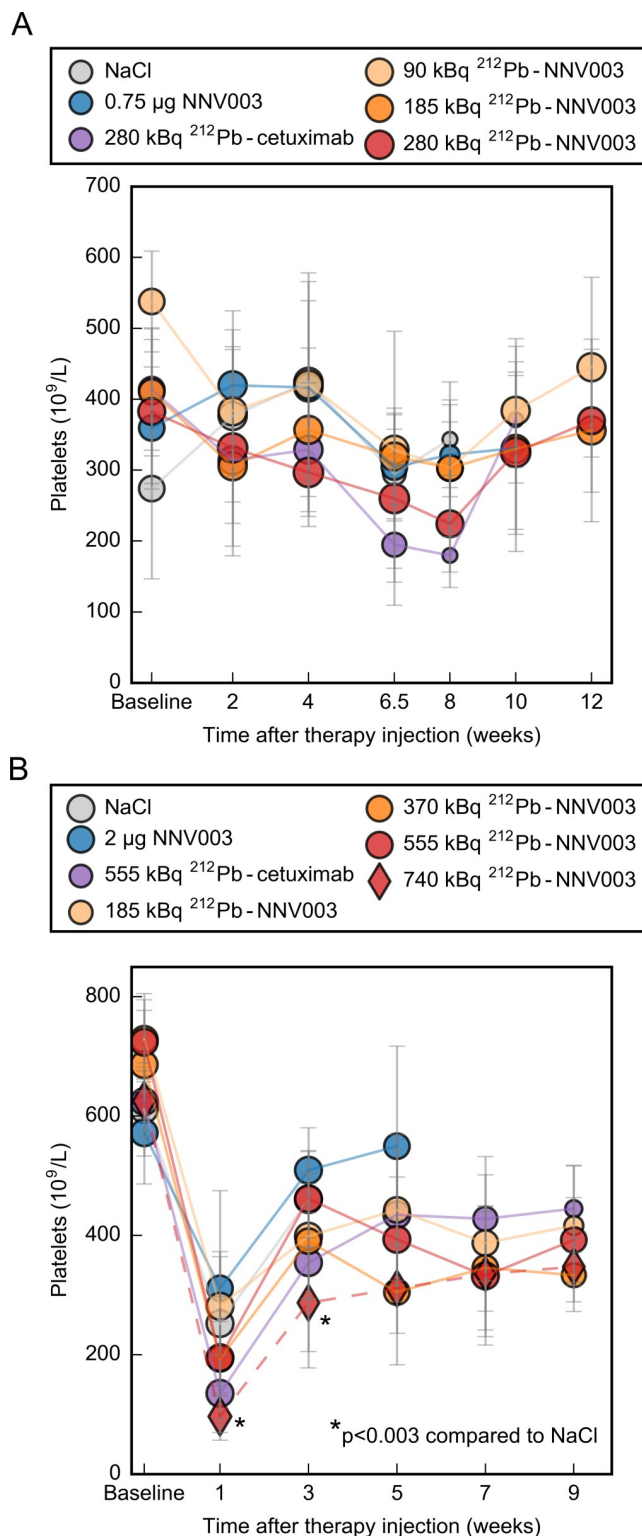 A
NaCl
0.75 µg NNV003
280 kBq ²¹²Pb-cetuximab
90 kBq ²¹²Pb-NNV003
185 kBq ²¹²Pb-NNV003
280 kBq ²¹²Pb-NNV003
700
600
500
400
300
200
100
0
Platelets (10⁹/L)
Baseline 2 4 6.5 8 10 12
Time after therapy injection (weeks)
B
NaCl
2 µg NNV003
555 kBq ²¹²Pb-cetuximab
185 kBq ²¹²Pb-NNV003
370 kBq ²¹²Pb-NNV003
555 kBq ²¹²Pb-NNV003
740 kBq ²¹²Pb-NNV003
800
600
400
200
0
Platelets (10⁹/L)
*
*
*p<0.003 compared to NaCl
Baseline 1 3 5 7 9
Time after therapy injection (weeks)